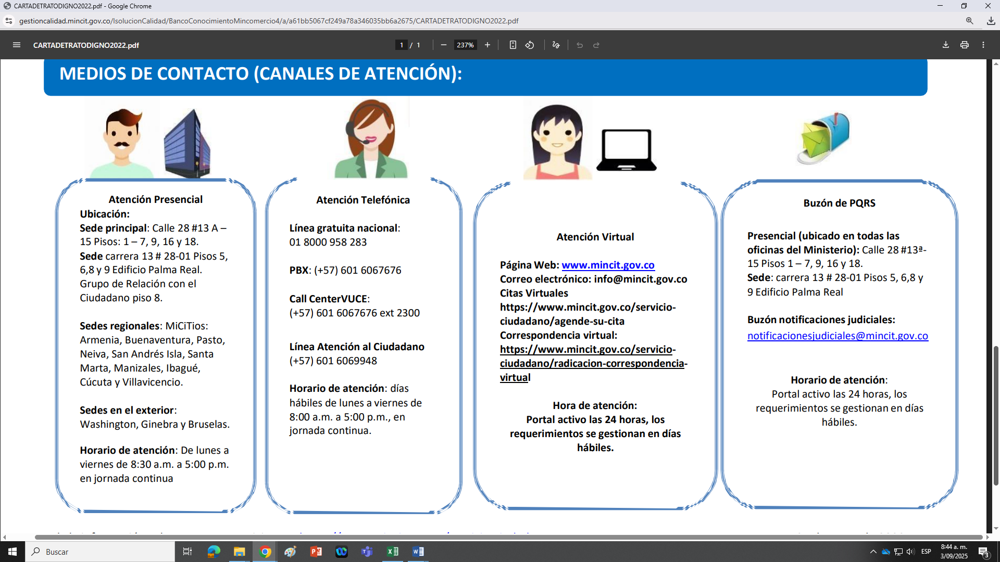 CARTADETRATODIGNO2022.pdf - Google Chrome
gestioncalidad.mincit.gov.co/IsolucionCalidad/BancoConocimientoMincomercio4/a/a61bb5067cf249a78a346035bb6a2675/CARTADETRATODIGNO2022.pdf
CARTADETRATODIGNO2022.pdf
1 / 1
237%
MEDIOS DE CONTACTO (CANALES DE ATENCIÓN):
Atención Presencial
Ubicación:
Sede principal: Calle 28 #13 A –
15 Pisos: 1 – 7, 9, 16 y 18.
Sede carrera 13 # 28-01 Pisos 5,
6,8 y 9 Edificio Palma Real.
Grupo de Relación con el
Ciudadano piso 8.
Sedes regionales: MiCiTios:
Armenia, Buenaventura, Pasto,
Neiva, San Andrés Isla, Santa
Marta, Manizales, Ibagué,
Cúcuta y Villavicencio.
Sedes en el exterior:
Washington, Ginebra y Bruselas.
Horario de atención: De lunes a
viernes de 8:30 a.m. a 5:00 p.m.
en jornada continua
Atención Telefónica
Línea gratuita nacional:
01 8000 958 283
PBX: (+57) 601 6067676
Call CenterVUCE:
(+57) 601 6067676 ext 2300
Línea Atención al Ciudadano
(+57) 601 6069948
Horario de atención: días
hábiles de lunes a viernes de
8:00 a.m. a 5:00 p.m., en
jornada continua.
Atención Virtual
Página Web: www.mincit.gov.co
Correo electrónico: info@mincit.gov.co
Citas Virtuales
https://www.mincit.gov.co/servicio-
ciudadano/agende-su-cita
Correspondencia virtual:
https://www.mincit.gov.co/servicio-
ciudadano/radicacion-correspondencia-
virtual
Hora de atención:
Portal activo las 24 horas, los
requerimientos se gestionan en días
hábiles.
Buzón de PQRS
Presencial (ubicado en todas las
oficinas del Ministerio): Calle 28 #13ª-
15 Pisos 1 – 7, 9, 16 y 18.
Sede: carrera 13 # 28-01 Pisos 5, 6,8 y
9 Edificio Palma Real
Buzón notificaciones judiciales:
notificacionesjudiciales@mincit.gov.co
Horario de atención:
Portal activo las 24 horas, los
requerimientos se gestionan en días
hábiles.
Buscar
ESP
8:44 a. m.
3/09/2025
3